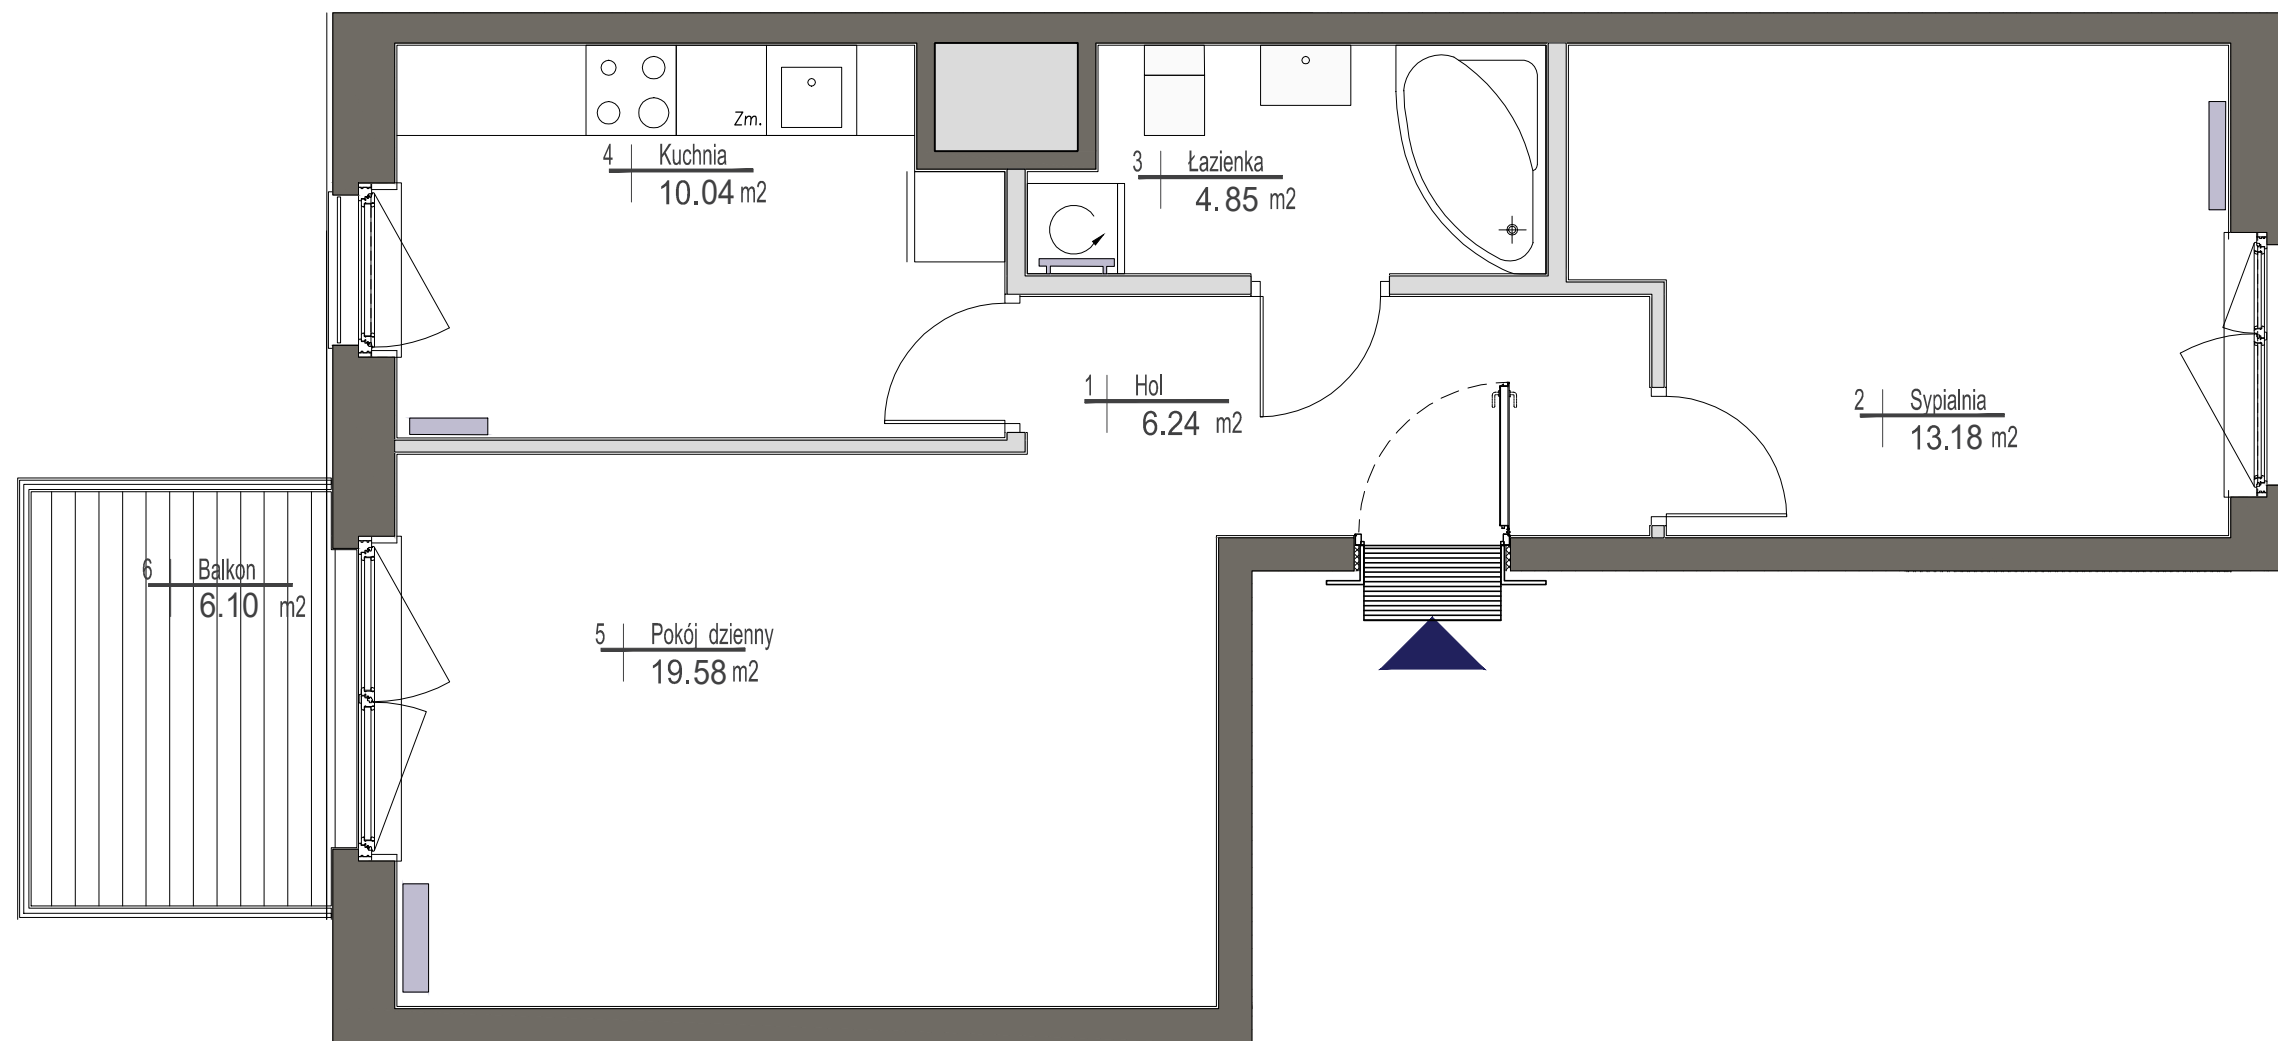 Zm.
4 Kuchnia
10.04 m2
3 Łazienka
4.85 m2
1 Hol
6.24 m2
2 Sypialnia
13.18 m2
6 Balkon
6.10 m2
5 Pokój dzienny
19.58 m2